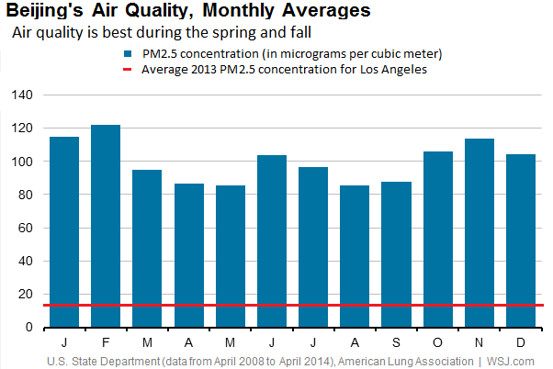 Beijing's Air Quality, Monthly Averages
Air quality is best during the spring and fall
PM2.5 concentration (in micrograms per cubic meter)
Average 2013 PM2.5 concentration for Los Angeles
140
120
100
80
60
40
20
0
J F M A M J J A S O N D
U.S. State Department (data from April 2008 to April 2014), American Lung Association | WSJ.com